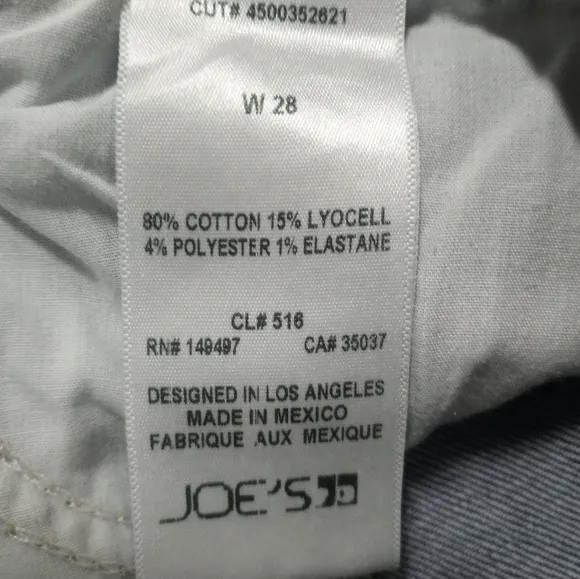 CUT# 4500352621
W/ 28
80% COTTON 15% LYOCELL
4% POLYESTER 1% ELASTANE
CL# 516
RN# 149497 CA# 35037
DESIGNED IN LOS ANGELES
MADE IN MEXICO
FABRIQUE AUX MEXIQUE
JOE'S